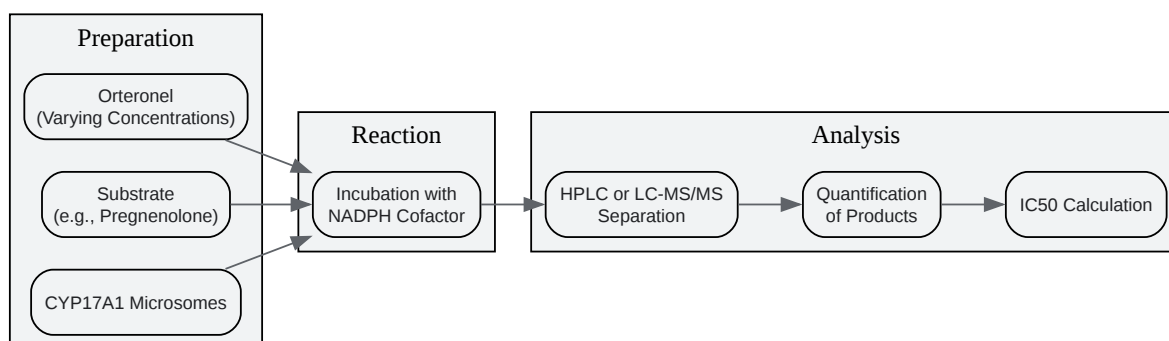 Preparation
Orteronel
(Varying Concentrations)
Substrate
(e.g., Pregnenolone)
CYP17A1 Microsomes
Reaction
Incubation with
NADPH Cofactor
Analysis
HPLC or LC-MS/MS
Separation
Quantification
of Products
IC50 Calculation